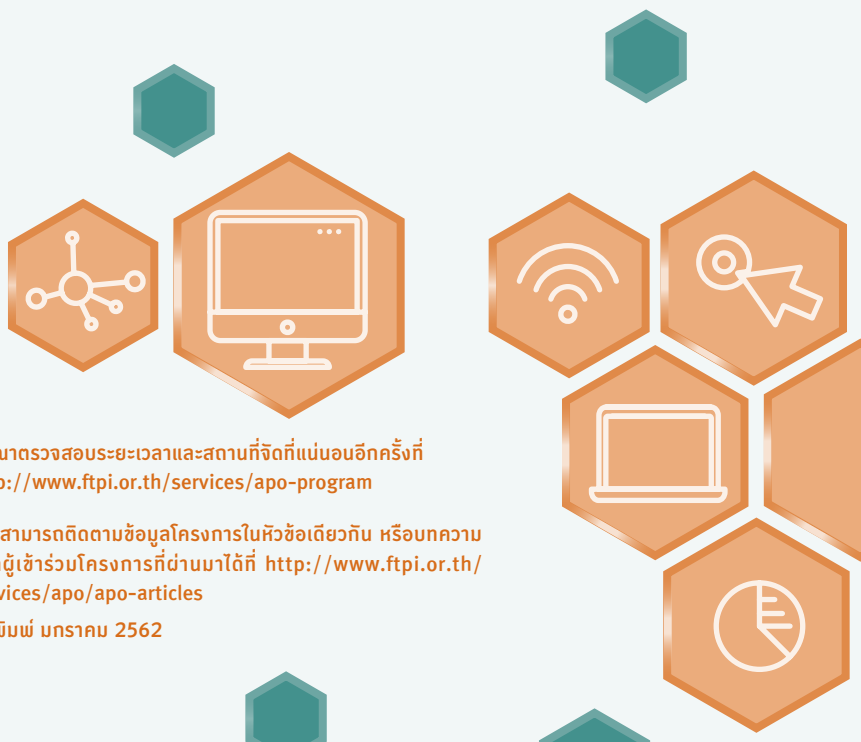 นาตรวจสอบระยะเวลาและสถานที่จัดที่แน่นอนอีกครั้งที่
p://www.ftpi.or.th/services/apo-program
สามารถติดตามข้อมูลโครงการในหัวข้อเดียวกัน หรือบทความ
ผู้เข้าร่วมโครงการที่ผ่านมาได้ที่ http://www.ftpi.or.th/
vices/apo/apo-articles
พิมพ์ มกราคม 2562